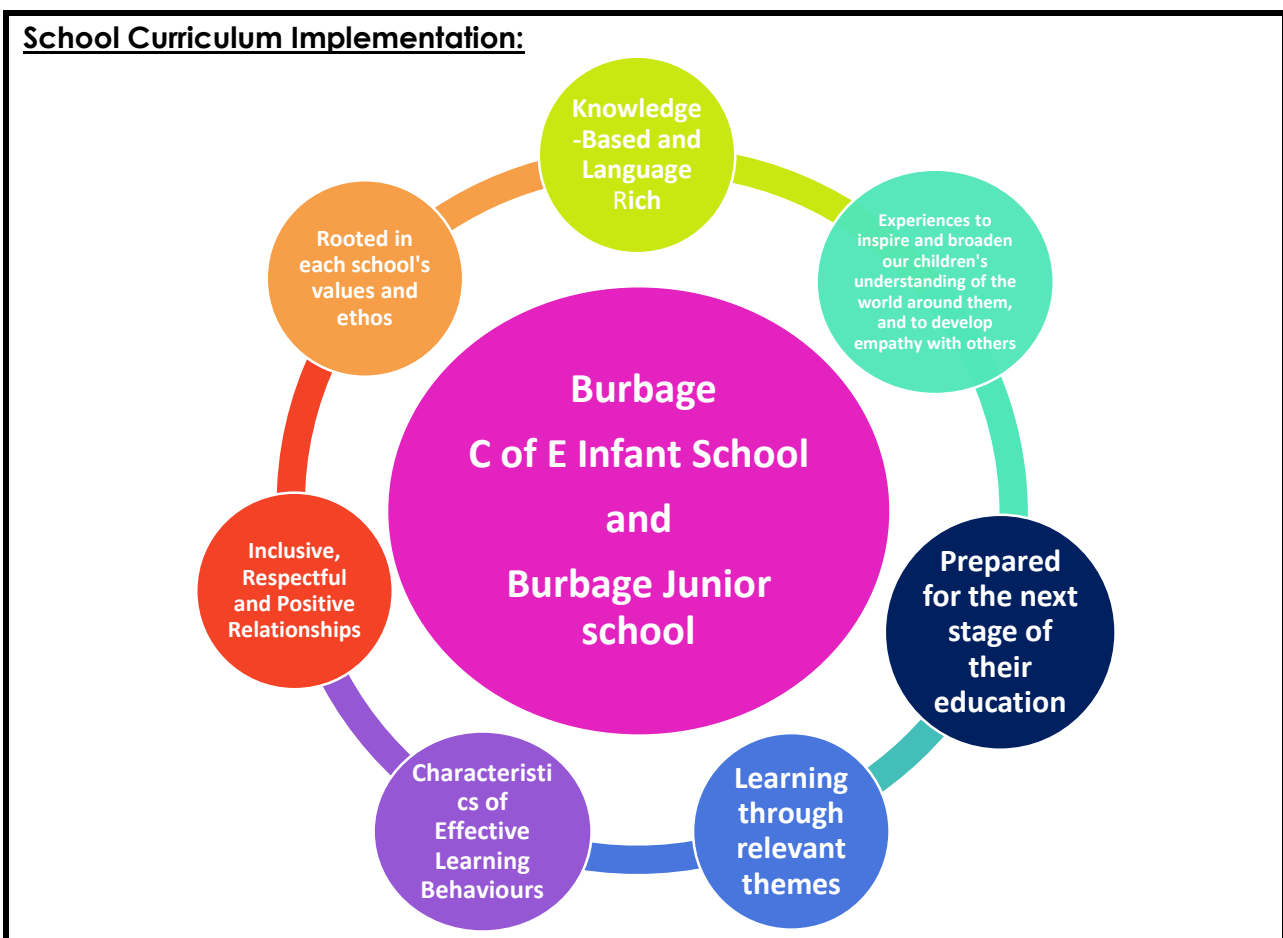 School Curriculum Implementation:
Knowledge
-Based and
Language
Rich
Experiences to
inspire and broaden
our children's
understanding of the
world around them,
and to develop
empathy with others
Prepared
for the next
stage of
their
education
Learning
through
relevant
themes
Characteristi
cs of
Effective
Learning
Behaviours
Inclusive,
Respectful
and Positive
Relationships
Rooted in
each school's
values and
ethos
Burbage
C of E Infant School
and
Burbage Junior
school